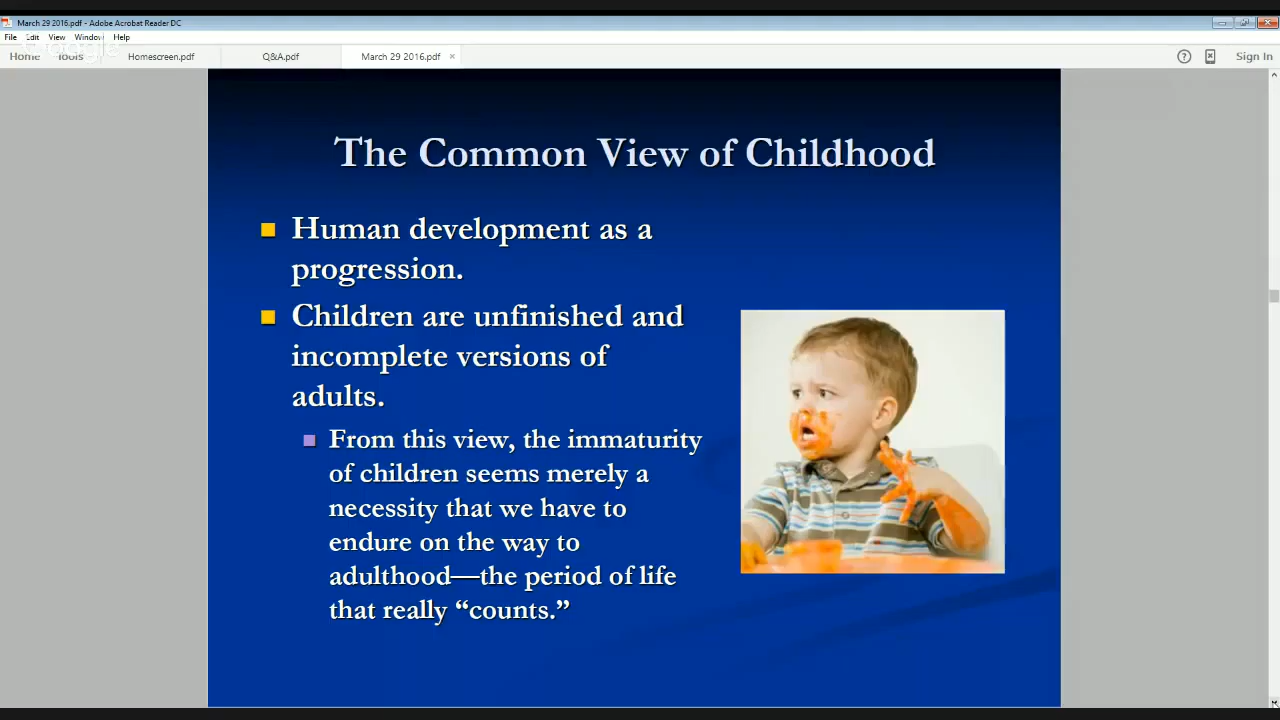 March 29 2016.pdf - Adobe Acrobat Reader DC
File Edit View Window Help
Google
Home Tools Homescreen.pdf Q&A.pdf March 29 2016.pdf × ? Sign In
The Common View of Childhood
Human development as a
progression.
Children are unfinished and
incomplete versions of
adults.
From this view, the immaturity
of children seems merely a
necessity that we have to
endure on the way to
adulthood—the period of life
that really “counts.”